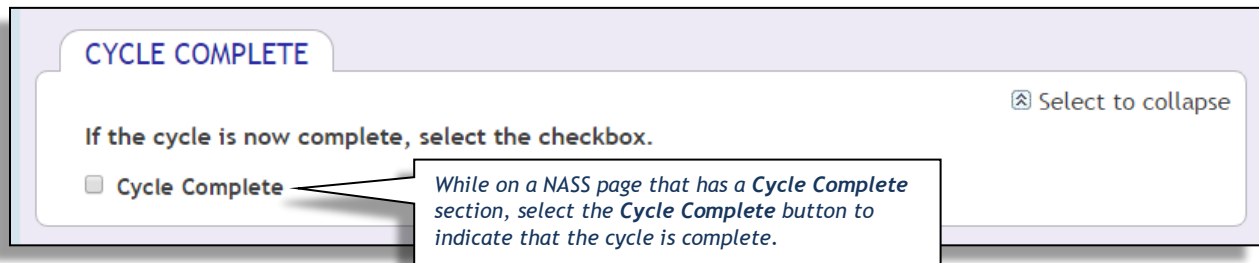 CYCLE COMPLETE
Select to collapse
If the cycle is now complete, select the checkbox.
Cycle Complete
While on a NASS page that has a Cycle Complete
section, select the Cycle Complete button to
indicate that the cycle is complete.